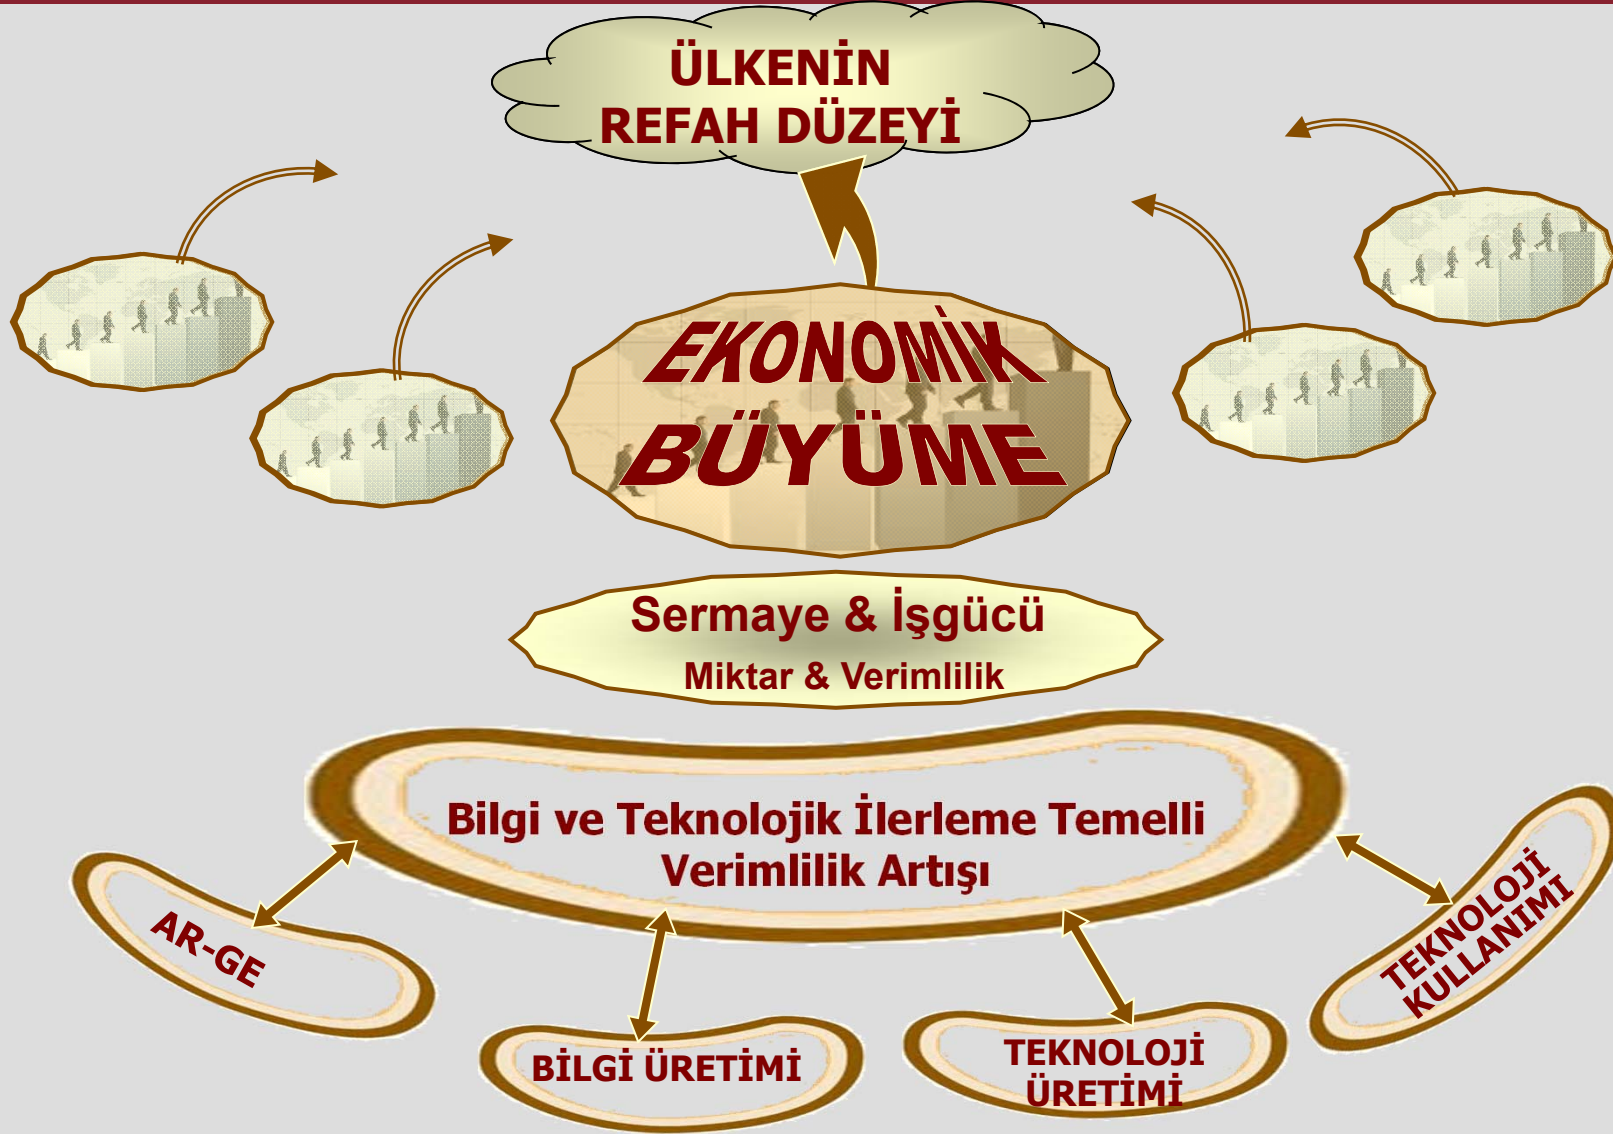 ÜLKENİN
REFAH DÜZEYİ
EKONOMİK
BÜYÜME
Sermaye & İşgücü
Miktar & Verimlilik
Bilgi ve Teknolojik İlerleme Temelli
Verimlilik Artışı
AR-GE
BİLGİ ÜRETİMİ
TEKNOLOJİ
ÜRETİMİ
TEKNOLOJİ
KULLANIMI